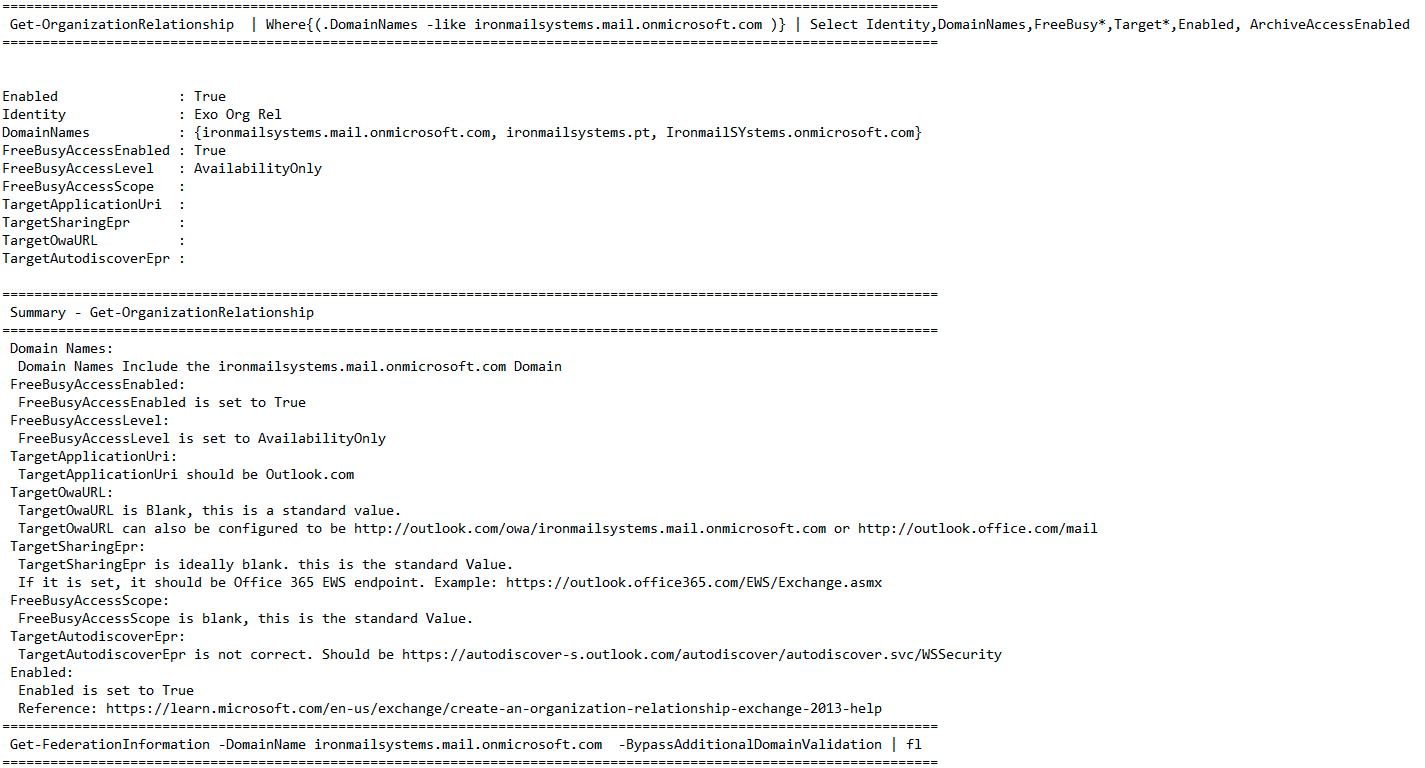 =====================================================================================================================
Get-OrganizationRelationship  | Where{(.DomainNames -like ironmailsystems.mail.onmicrosoft.com )} | Select Identity,DomainNames,FreeBusy*,Target*,Enabled, ArchiveAccessEnabled
=====================================================================================================================
Enabled               : True
Identity              : Exo Org Rel
DomainNames           : {ironmailsystems.mail.onmicrosoft.com, ironmailsystems.pt, IronmailSYstems.onmicrosoft.com}
FreeBusyAccessEnabled : True
FreeBusyAccessLevel   : AvailabilityOnly
FreeBusyAccessScope   :
TargetApplicationUri  :
TargetSharingEpr      :
TargetOwaURL          :
TargetAutodiscoverEpr :
=====================================================================================================================
Summary - Get-OrganizationRelationship
=====================================================================================================================
Domain Names:
Domain Names Include the ironmailsystems.mail.onmicrosoft.com Domain
FreeBusyAccessEnabled:
FreeBusyAccessEnabled is set to True
FreeBusyAccessLevel:
FreeBusyAccessLevel is set to AvailabilityOnly
TargetApplicationUri:
TargetApplicationUri should be Outlook.com
TargetOwaURL:
TargetOwaURL is Blank, this is a standard value.
TargetOwaURL can also be configured to be http://outlook.com/owa/ironmailsystems.mail.onmicrosoft.com or http://outlook.office.com/mail
TargetSharingEpr:
TargetSharingEpr is ideally blank. this is the standard Value.
If it is set, it should be Office 365 EWS endpoint. Example: https://outlook.office365.com/EWS/Exchange.asmx
FreeBusyAccessScope:
FreeBusyAccessScope is blank, this is the standard Value.
TargetAutodiscoverEpr:
TargetAutodiscoverEpr is not correct. Should be https://autodiscover-s.outlook.com/autodiscover/autodiscover.svc/WSSecurity
Enabled:
Enabled is set to True
Reference: https://learn.microsoft.com/en-us/exchange/create-an-organization-relationship-exchange-2013-help
=====================================================================================================================
Get-FederationInformation -DomainName ironmailsystems.mail.onmicrosoft.com  -BypassAdditionalDomainValidation | fl
=====================================================================================================================